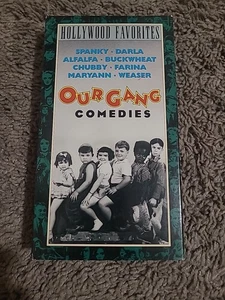 HOLLYWOOD FAVORITES
SPANKY · DARLA
ALFALFA · BUCKWHEAT
CHUBBY · FARINA
MARYANN · WEASER
OUR GANG
COMEDIES